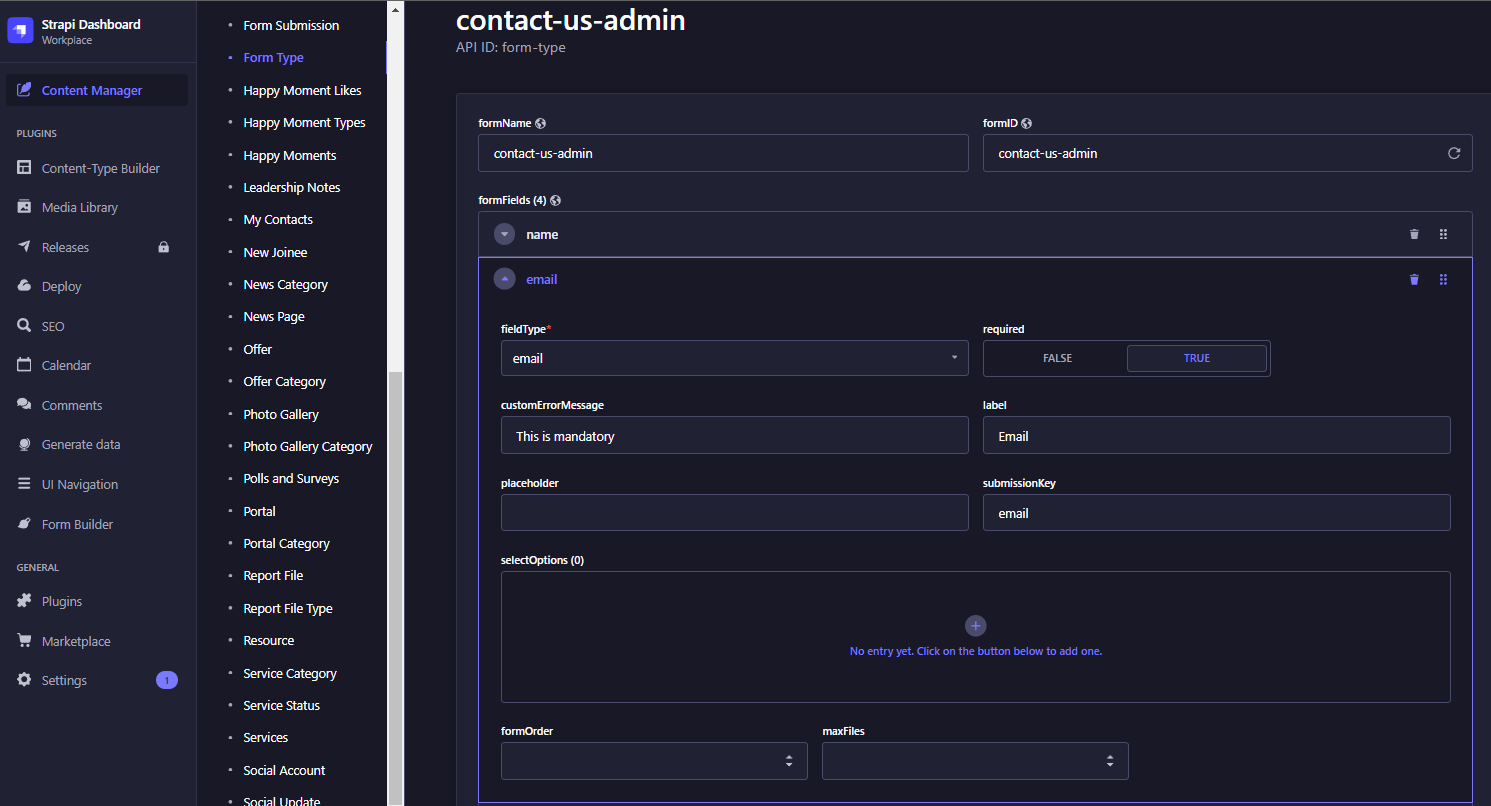 Strapi Dashboard
Workplace
Content Manager
PLUGINS
Content-Type Builder
Media Library
Releases
Deploy
SEO
Calendar
Comments
Generate data
UI Navigation
Form Builder
GENERAL
Plugins
Marketplace
Settings
1
Form Submission
Form Type
Happy Moment Likes
Happy Moment Types
Happy Moments
Leadership Notes
My Contacts
New Joinee
News Category
News Page
Offer
Offer Category
Photo Gallery
Photo Gallery Category
Polls and Surveys
Portal
Portal Category
Report File
Report File Type
Resource
Service Category
Service Status
Services
Social Account
Social Update
contact-us-admin
API ID: form-type
formName
contact-us-admin
formID
contact-us-admin
formFields (4)
name
email
fieldType*
email
required
FALSE TRUE
customErrorMessage
This is mandatory
label
Email
placeholder
submissionKey
email
selectOptions (0)
No entry yet. Click on the button below to add one.
formOrder
maxFiles